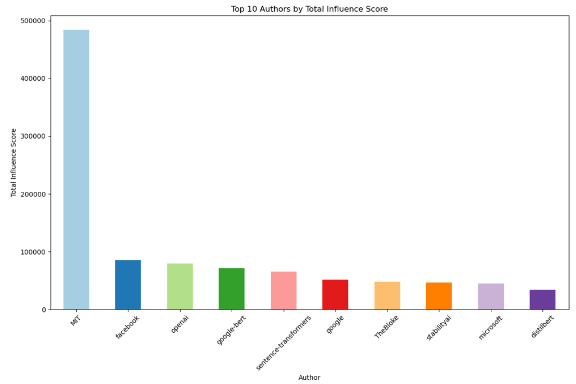 Top 10 Authors by Total Influence Score
500000
400000
300000
200000
100000
0
Total Influence Score
MIT
facebook
openai
google-bert
sentence-transformers
google
TheBloke
stabilityai
microsoft
distilbert
Author